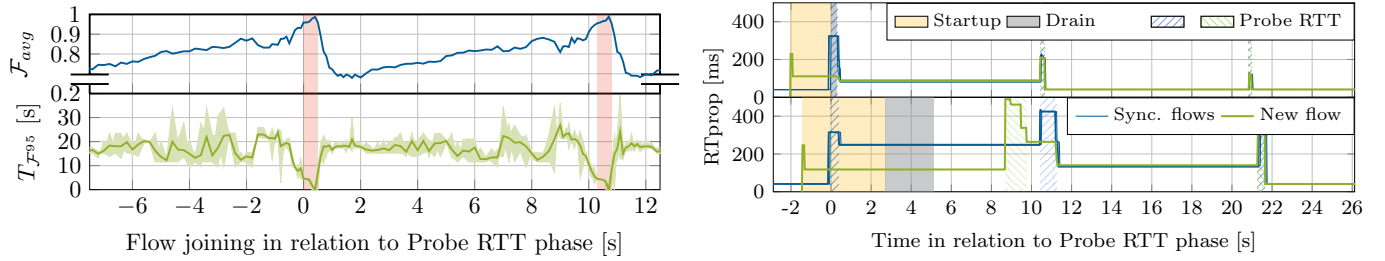 1
0.9
0.8
0.2
F_avg
30
20
10
0
T_F^95 [s]
−6 −4 −2 0 2 4 6 8 10 12
Flow joining in relation to Probe RTT phase [s]
Startup Drain Probe RTT
400
200
0
400
200
0
RTprop [ms]
Sync. flows New flow
-2 0 2 4 6 8 10 12 14 16 18 20 22 24 26
Time in relation to Probe RTT phase [s]